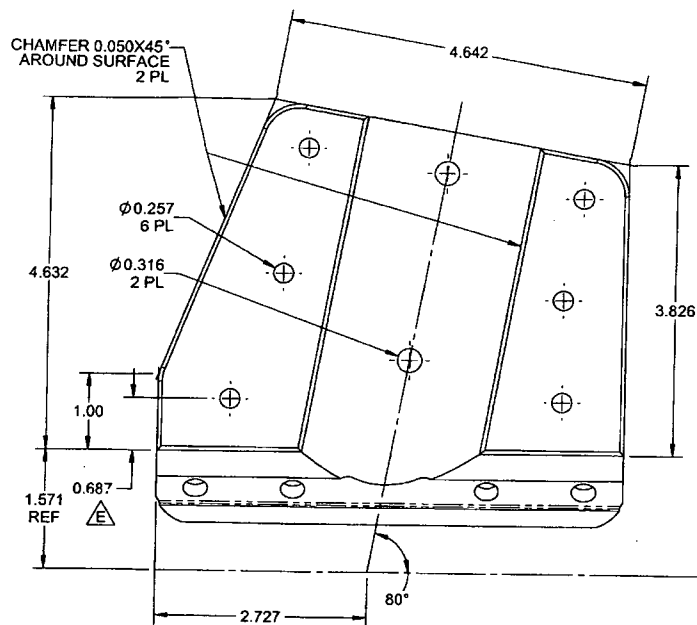 4.642
CHAMFER 0.050X45°
AROUND SURFACE
2 PL
Ø0.257
6 PL
Ø0.316
2 PL
4.632
3.826
1.00
0.687
E
1.571
REF
80°
2.727